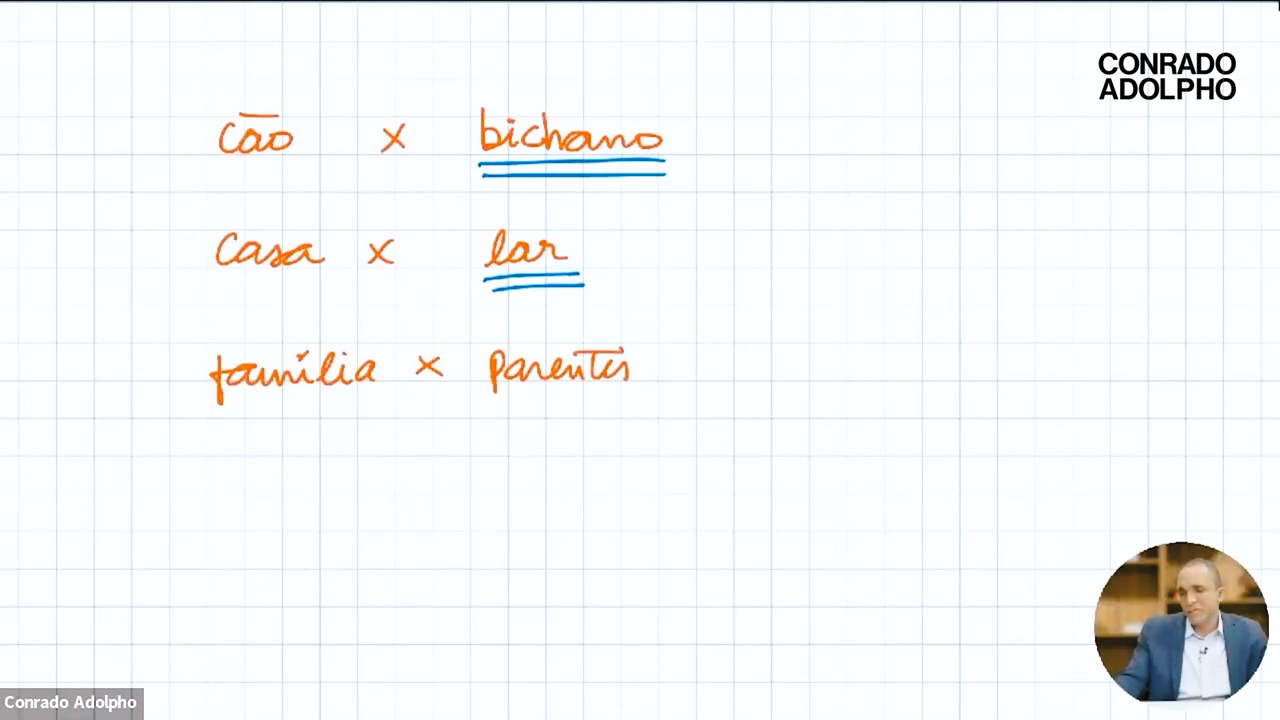 CONRADO
ADOLPHO
cão x bichano
casa x lar
família x parentes
Conrado Adolpho